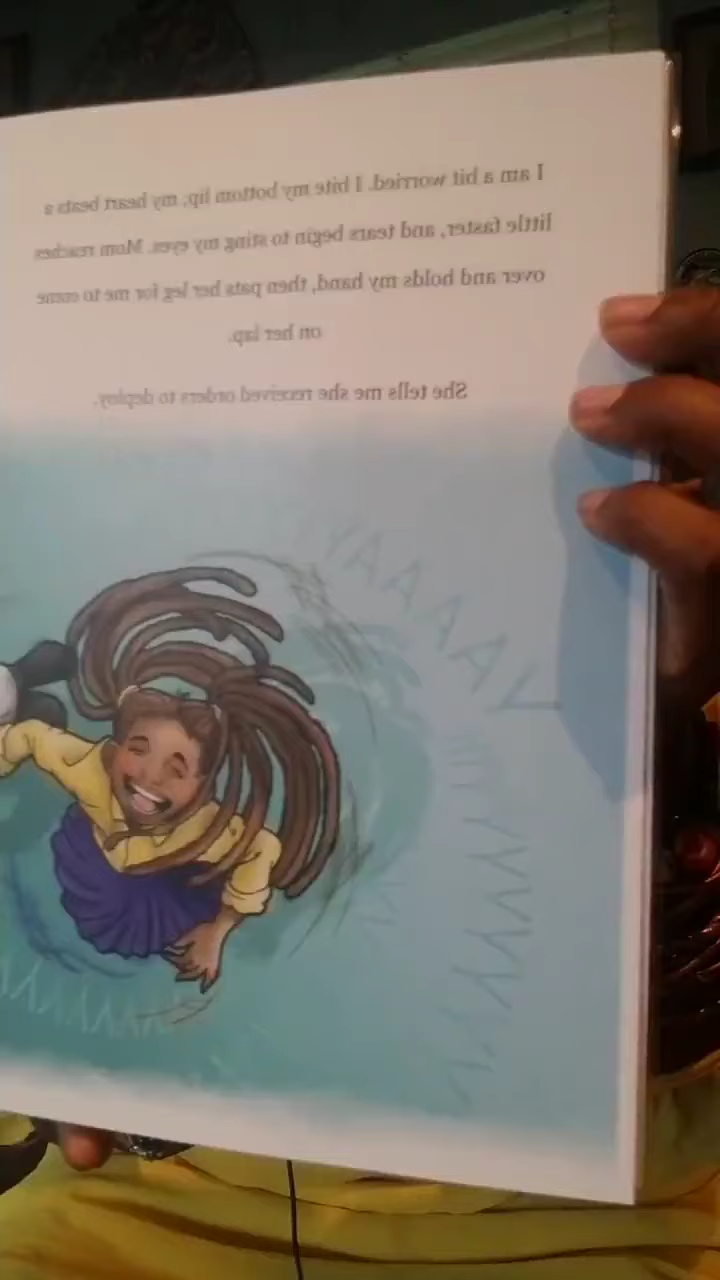 I am a bit worried. I bite my bottom lip, my heart beats a
little faster, and tears begin to sting my eyes. Mom reaches
over and holds my hand, then pats her leg for me to come
on her lap.
She tells me she received orders to deploy.
YAAAAY